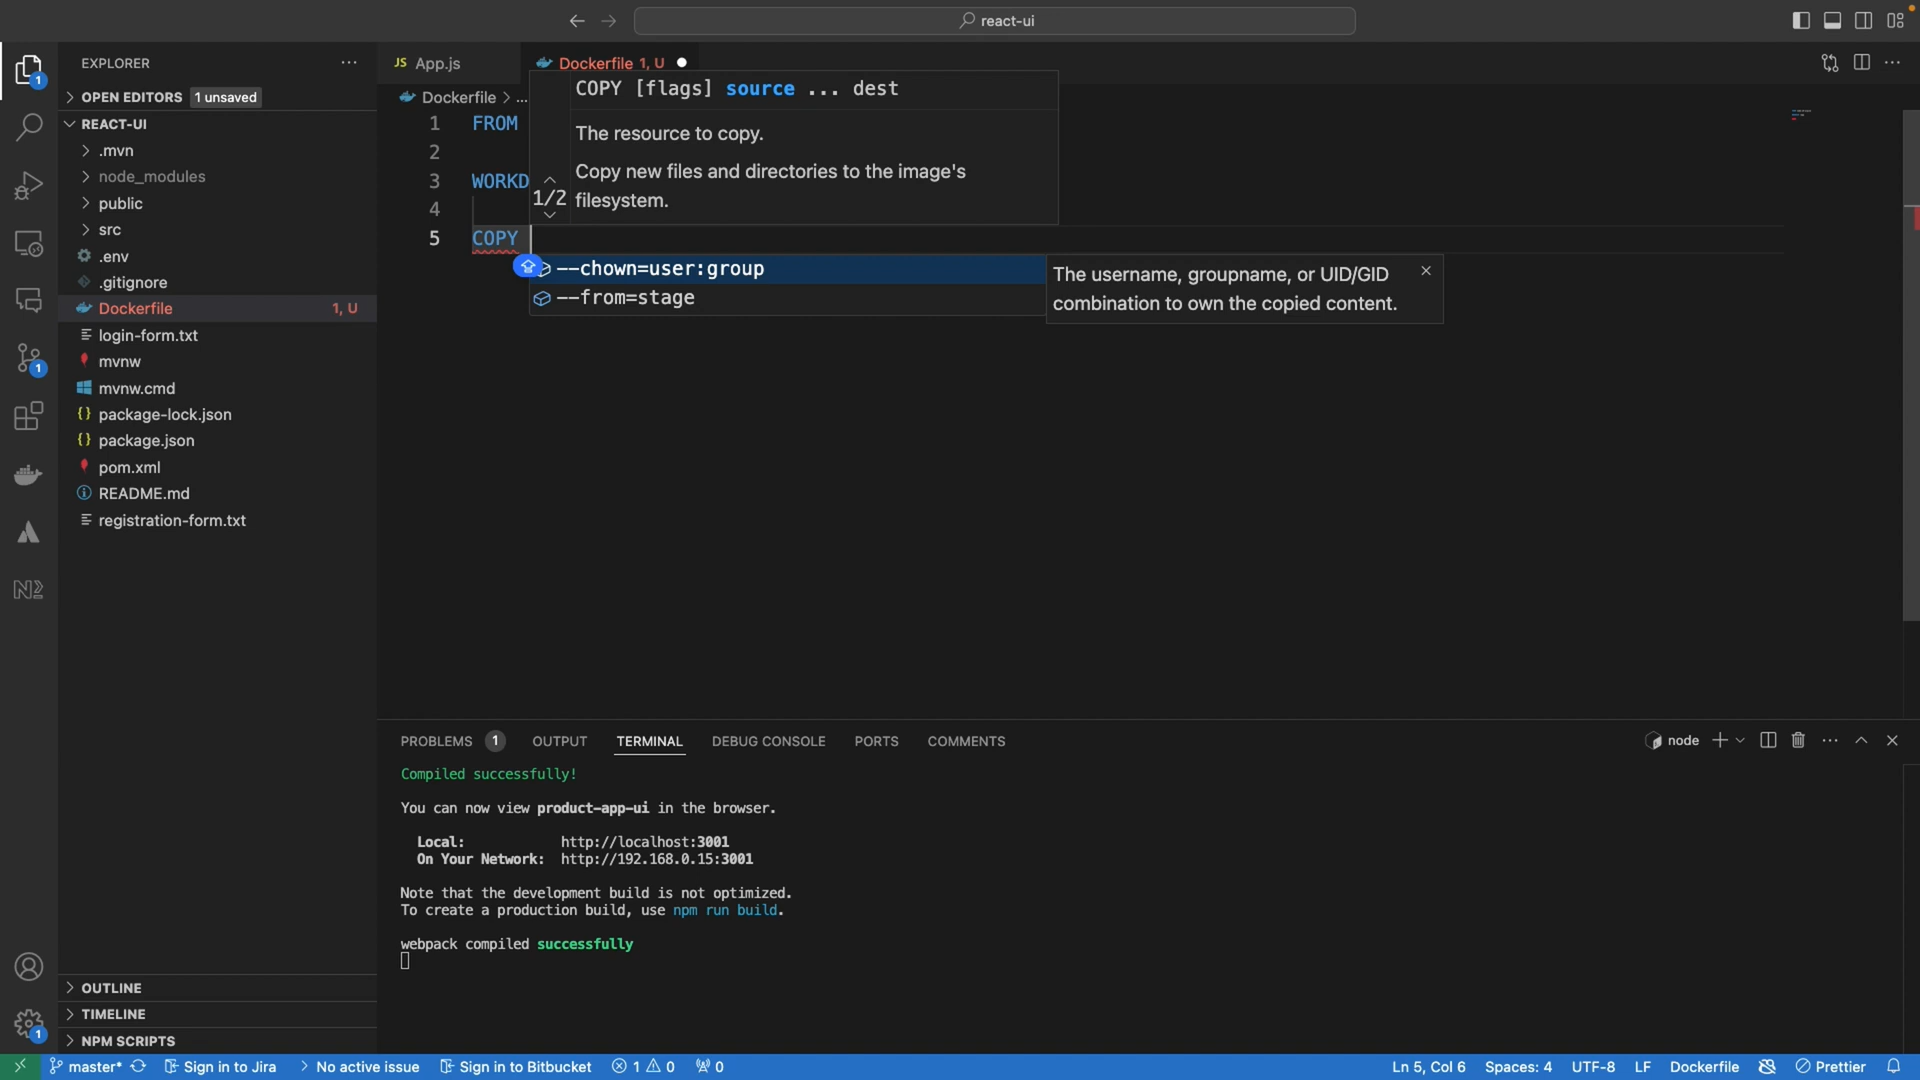 react-ui
EXPLORER
OPEN EDITORS 1 unsaved
REACT-UI
.mvn
node_modules
public
src
.env
.gitignore
Dockerfile 1, U
login-form.txt
mvnw
mvnw.cmd
package-lock.json
package.json
pom.xml
README.md
registration-form.txt
OUTLINE
TIMELINE
NPM SCRIPTS
1
1
1
JS App.js
Dockerfile 1, U
Dockerfile > ...
1 FROM
2
3 WORKD
4
5 COPY
1/2
COPY [flags] source ... dest
The resource to copy.
Copy new files and directories to the image's
filesystem.
--chown=user:group
--from=stage
The username, groupname, or UID/GID
combination to own the copied content.
PROBLEMS 1 OUTPUT TERMINAL DEBUG CONSOLE PORTS COMMENTS
node
Compiled successfully!
You can now view product-app-ui in the browser.
Local: http://localhost:3001
On Your Network: http://192.168.0.15:3001
Note that the development build is not optimized.
To create a production build, use npm run build.
webpack compiled successfully
master* Sign in to Jira No active issue Sign in to Bitbucket 1 0 0 Ln 5, Col 6 Spaces: 4 UTF-8 LF Dockerfile Prettier